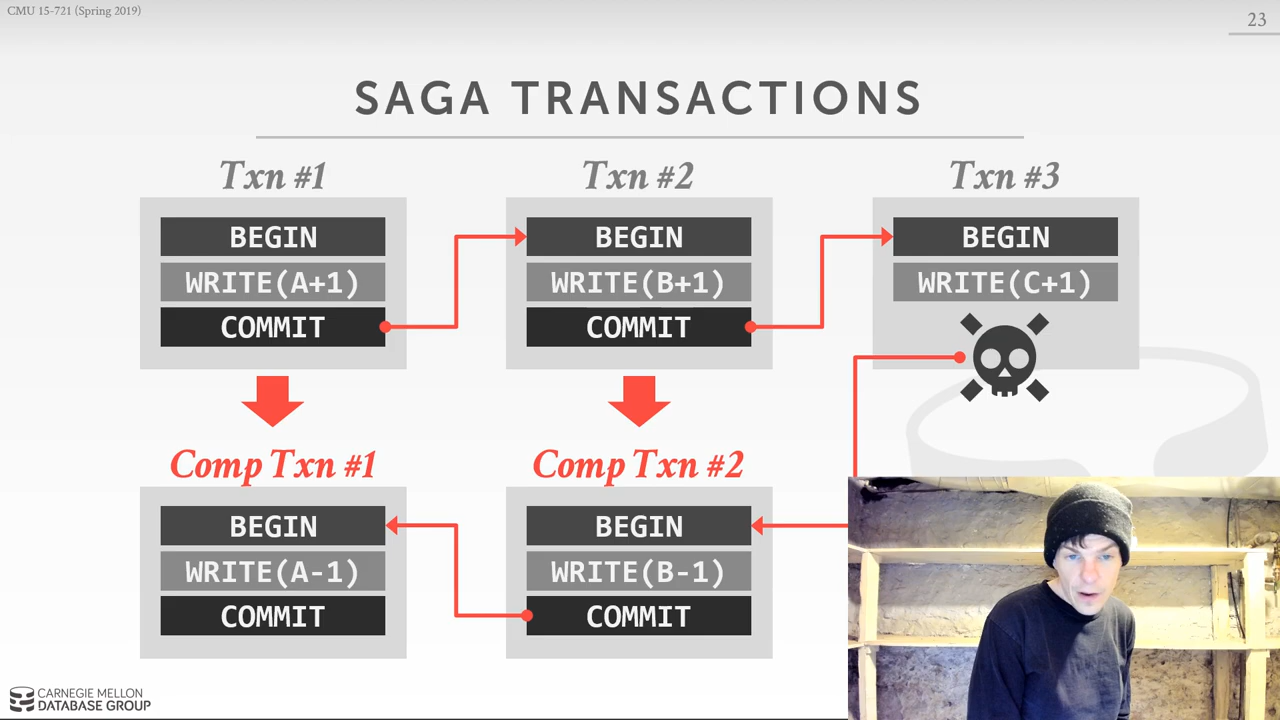 CMU 15-721 (Spring 2019)
23
SAGA TRANSACTIONS
Txn #1
BEGIN
WRITE(A+1)
COMMIT
Txn #2
BEGIN
WRITE(B+1)
COMMIT
Txn #3
BEGIN
WRITE(C+1)
Comp Txn #1
BEGIN
WRITE(A-1)
COMMIT
Comp Txn #2
BEGIN
WRITE(B-1)
COMMIT
CARNEGIE MELLON
DATABASE GROUP